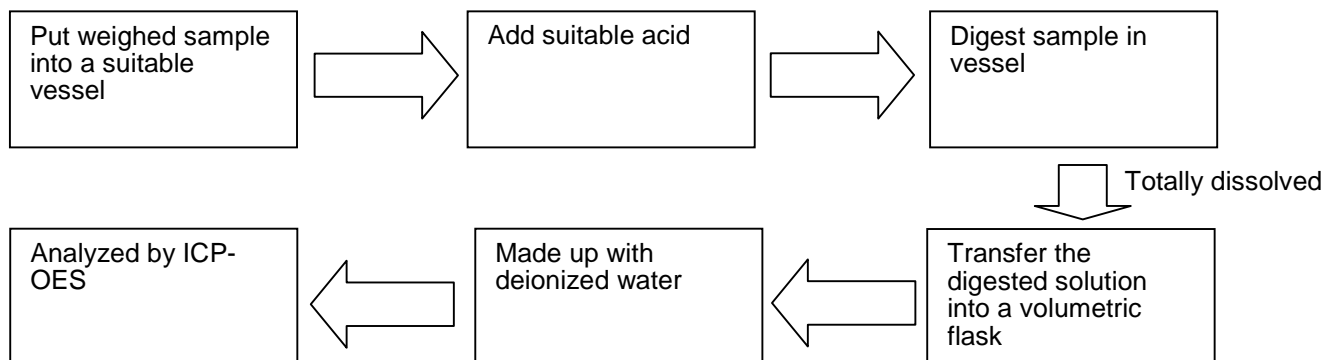 Put weighed sample
into a suitable
vessel
Add suitable acid
Digest sample in
vessel
Totally dissolved
Transfer the
digested solution
into a volumetric
flask
Made up with
deionized water
Analyzed by ICP-
OES